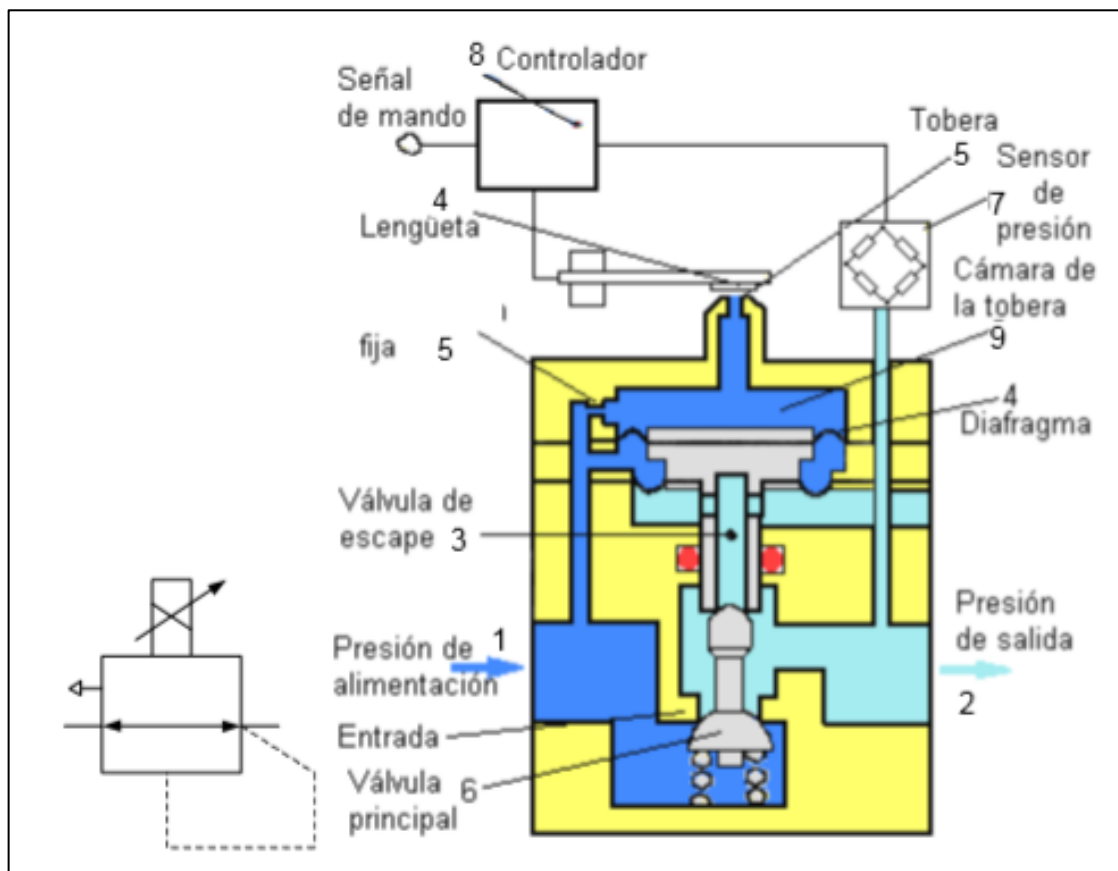 8 Controlador
Señal
de mando
Tobera
5
Sensor
de
7
presión
4
Lengüeta
Cámara de
la tobera
9
fija 5
4
Diafragma
Válvula de
escape 3
Presión
de salida
2
1
Presión de
alimentación
Entrada
Válvula
principal
6